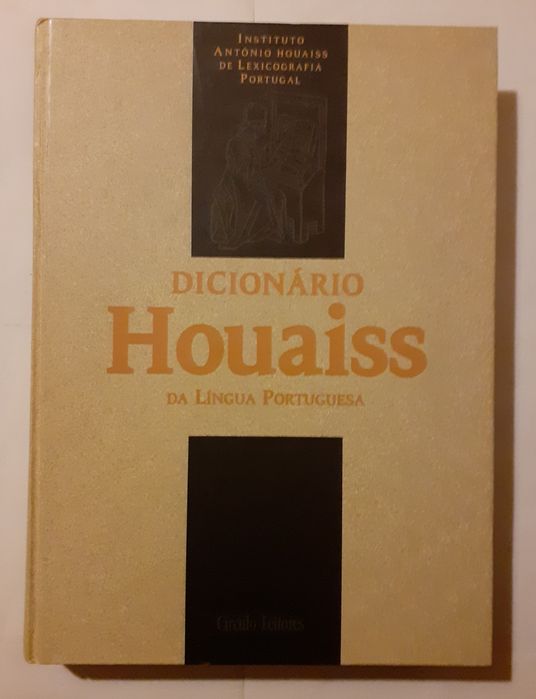 INSTITUTO
ANTÓNIO HOUAISS
DE LEXICOGRAFIA
PORTUGAL
DICIONÁRIO
Houaiss
DA LÍNGUA PORTUGUESA
Círculo Leitores